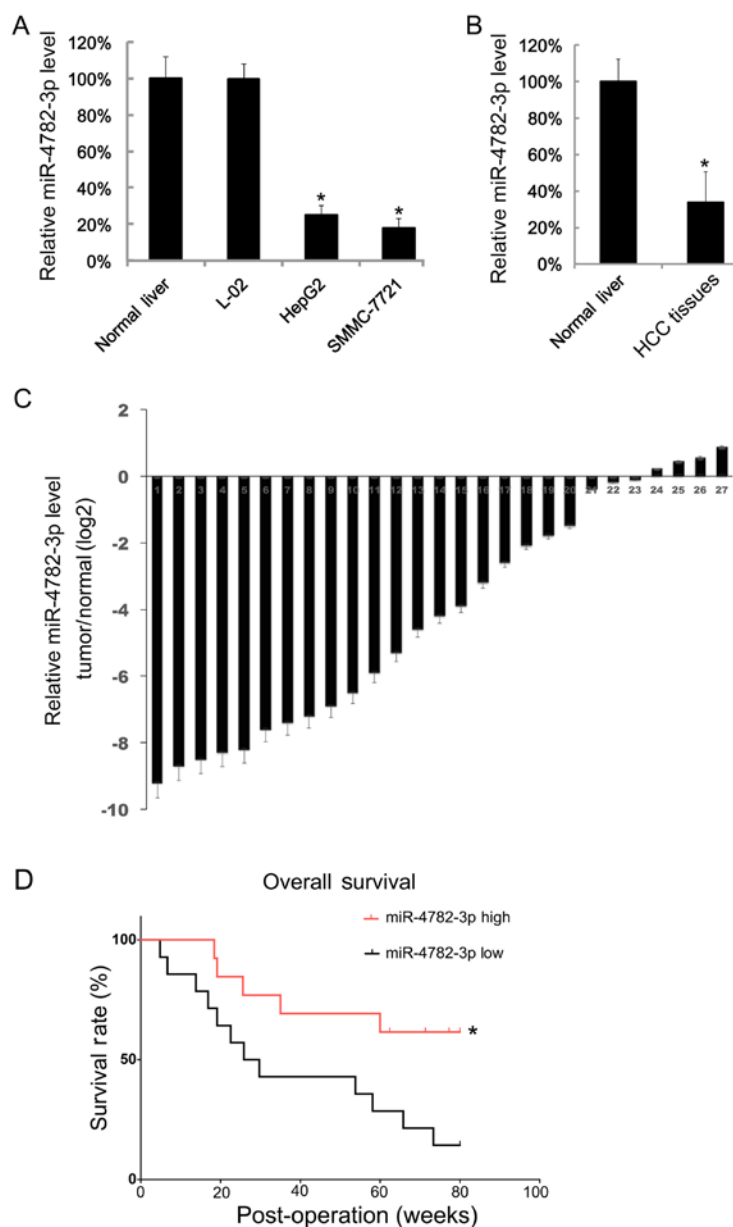 A
Relative miR-4782-3p level
120%
100%
80%
60%
40%
20%
0%
*
*
Normal liver
L-02
HepG2
SMMC-7721
B
Relative miR-4782-3p level
120%
100%
80%
60%
40%
20%
0%
*
Normal liver
HCC tissues
C
Relative miR-4782-3p level
tumor/normal (log2)
2
0
-2
-4
-6
-8
-10
1 2 3 4 5 6 7 8 9 10 11 12 13 14 15 16 17 18 19 20 21 22 23 24 25 26 27
D
Overall survival
miR-4782-3p high
miR-4782-3p low
Survival rate (%)
100
50
0
*
0 20 40 60 80 100
Post-operation (weeks)